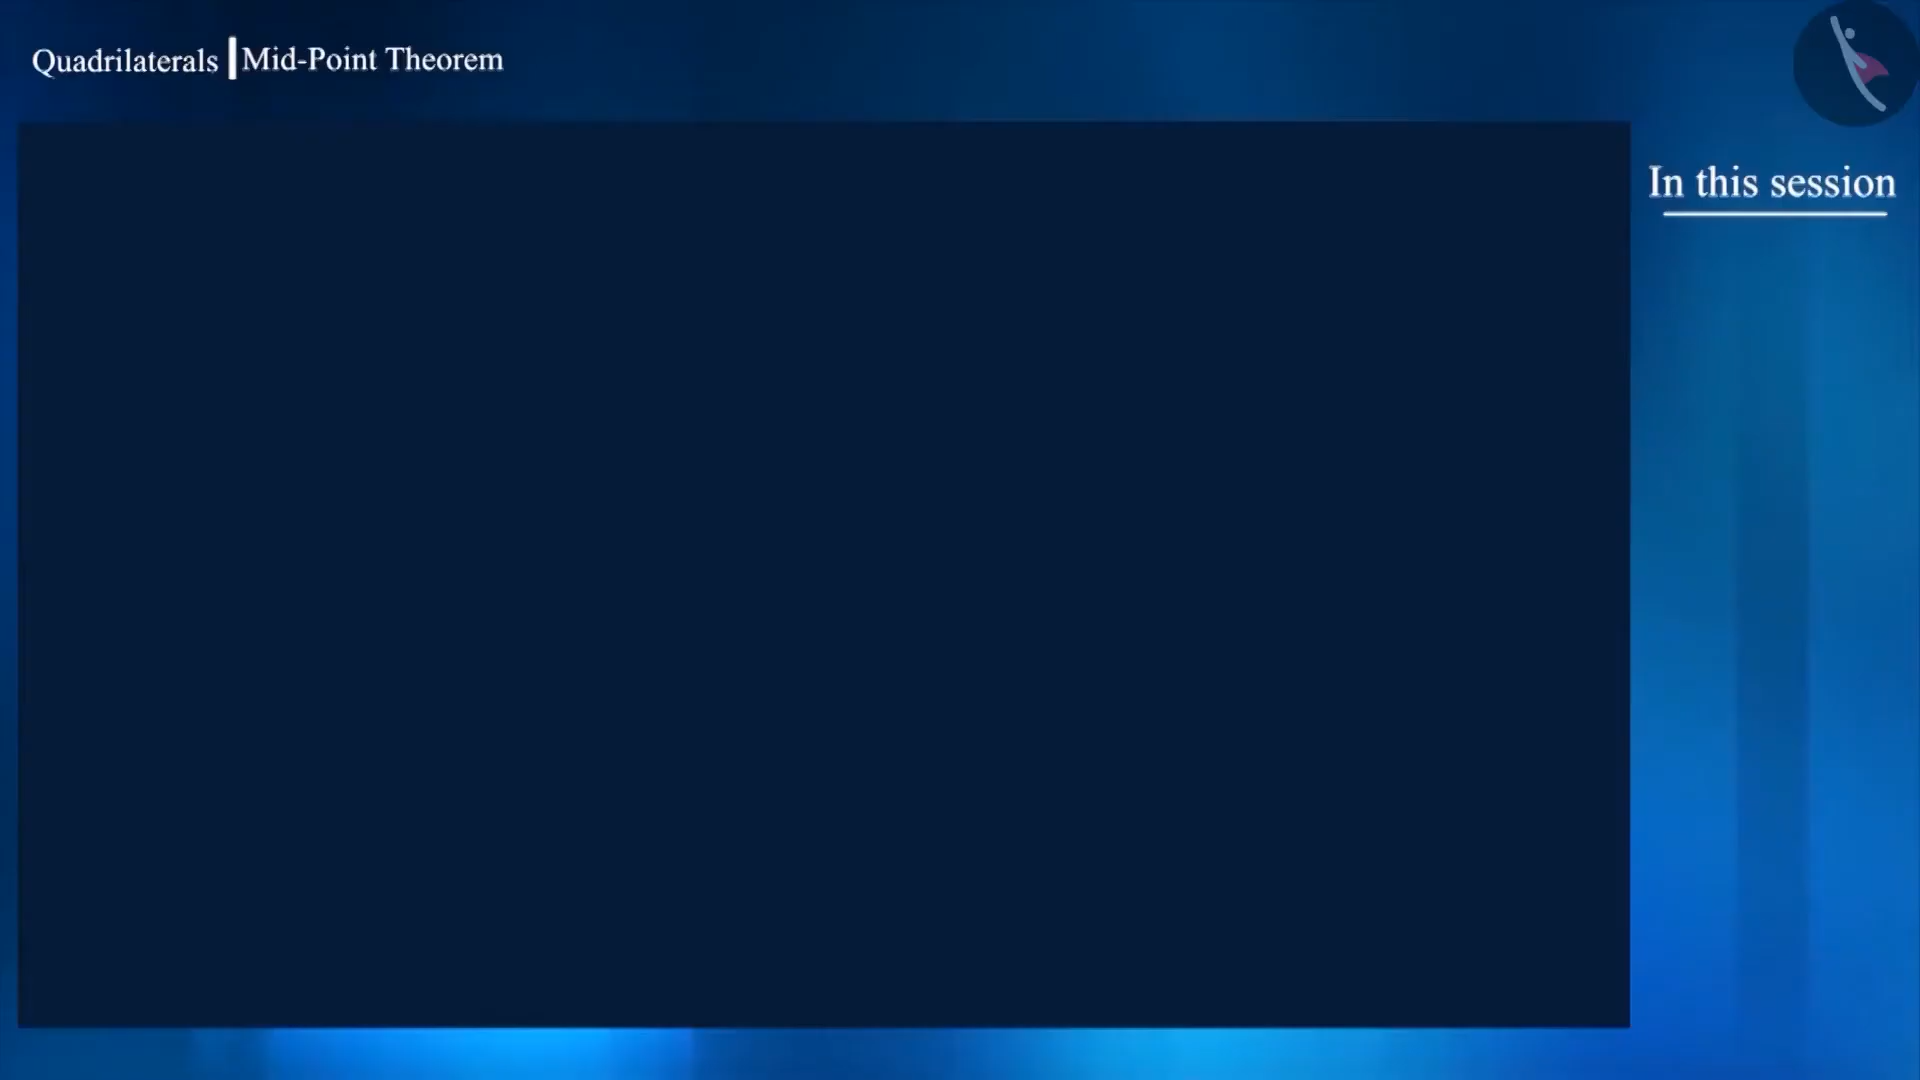 Quadrilaterals | Mid-Point Theorem
In this session